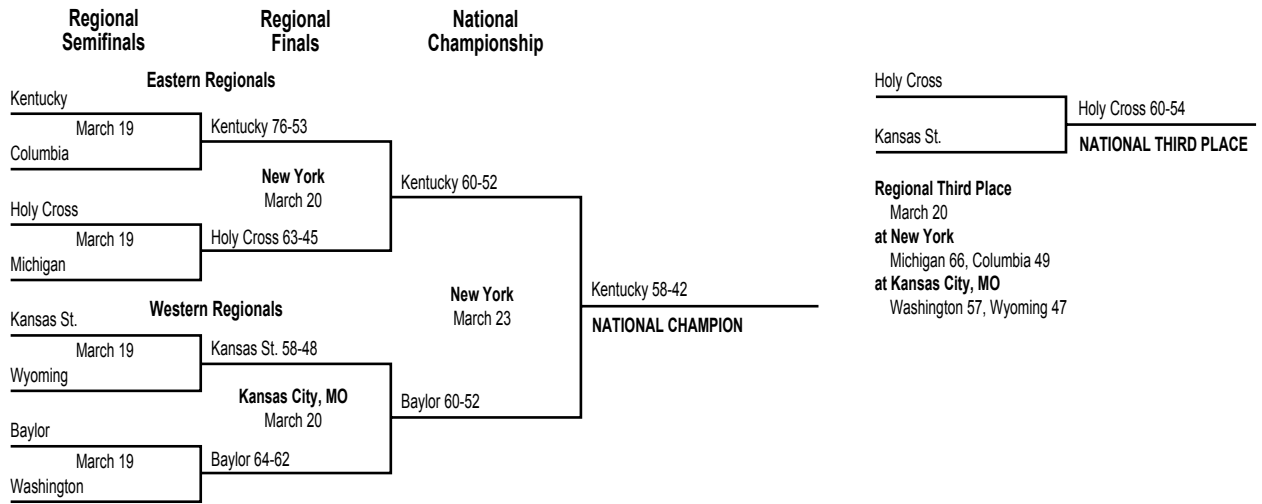 Regional
Semifinals
Regional
Finals
National
Championship
Eastern Regionals
Kentucky
March 19
Columbia
Kentucky 76-53
New York
March 20
Holy Cross
March 19
Michigan
Holy Cross 63-45
Kentucky 60-52
Western Regionals
Kansas St.
March 19
Wyoming
Kansas St. 58-48
Kansas City, MO
March 20
Baylor
March 19
Washington
Baylor 64-62
Baylor 60-52
New York
March 23
Kentucky 58-42
NATIONAL CHAMPION
Holy Cross
Kansas St.
Holy Cross 60-54
NATIONAL THIRD PLACE
Regional Third Place
March 20
at New York
Michigan 66, Columbia 49
at Kansas City, MO
Washington 57, Wyoming 47